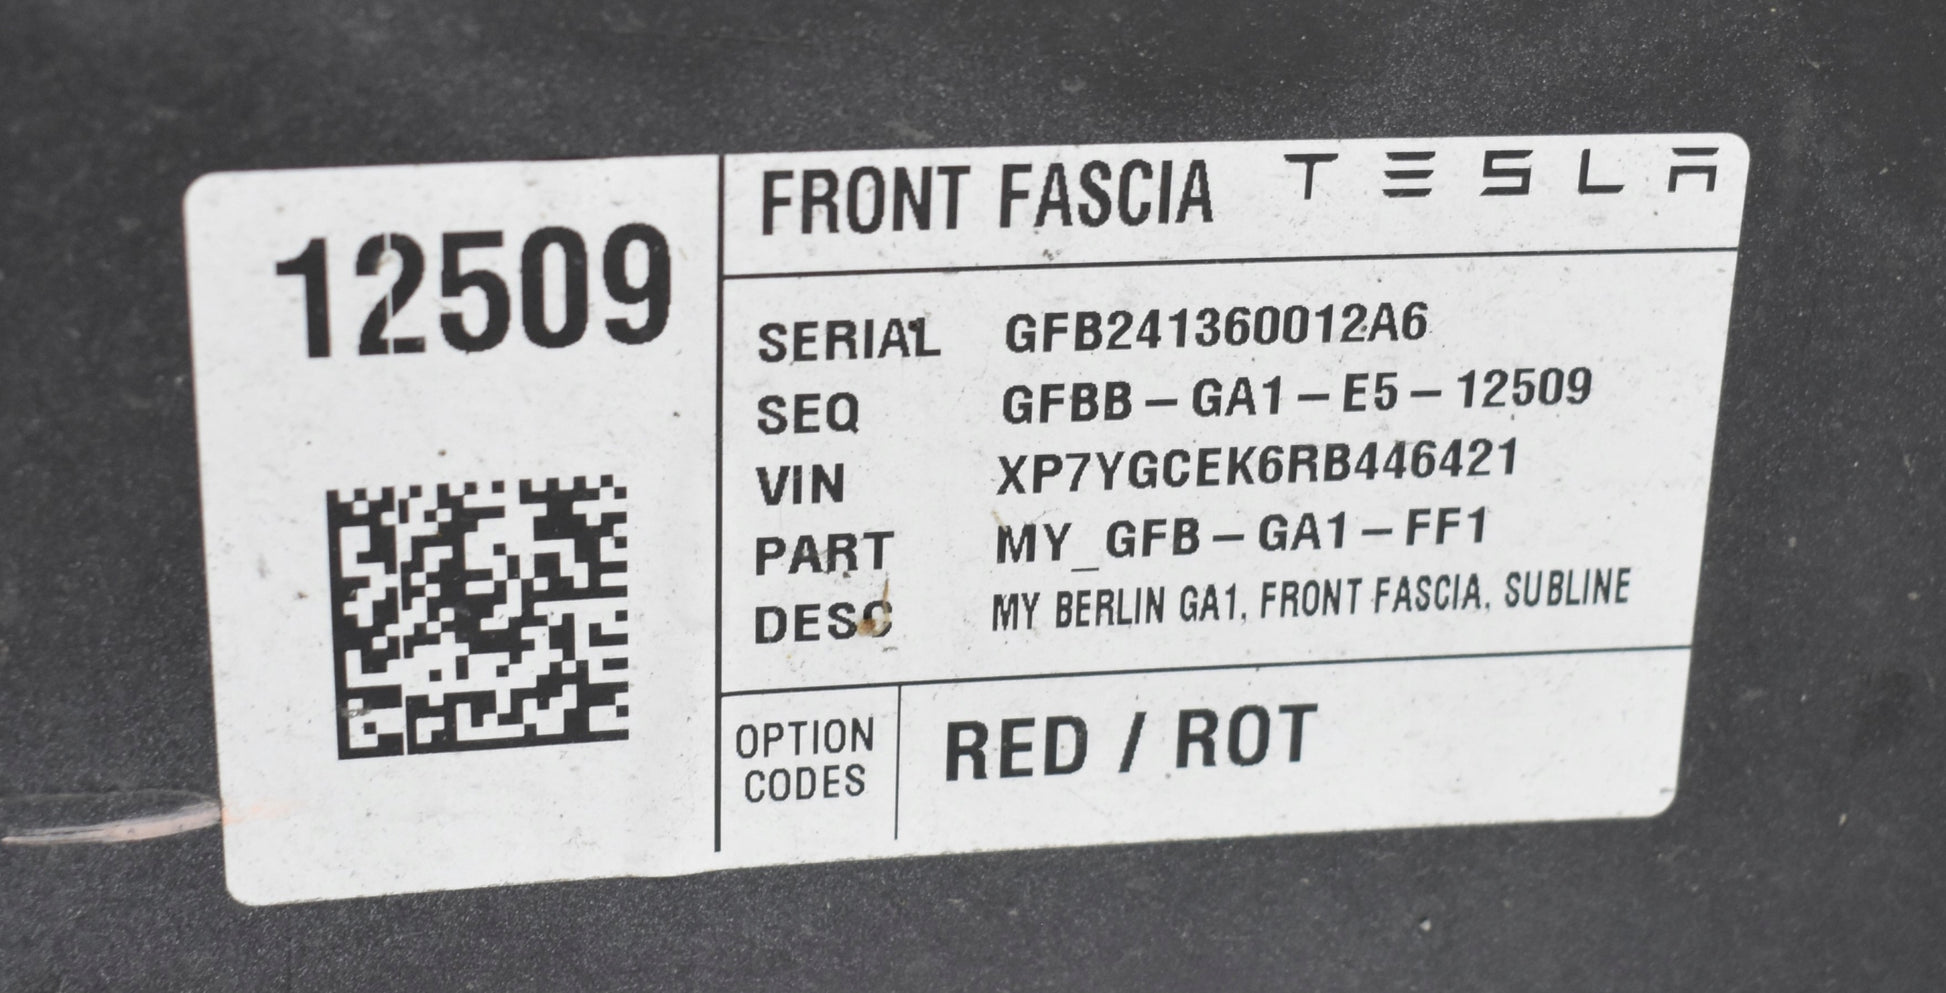 12509
FRONT FASCIA TESLA
SERIAL GFB241360012A6
SEQ GFBB-GA1-E5-12509
VIN XP7YGCEK6RB446421
PART MY_GFB-GA1-FF1
DESC MY BERLIN GA1, FRONT FASCIA, SUBLINE
OPTION CODES RED / ROT